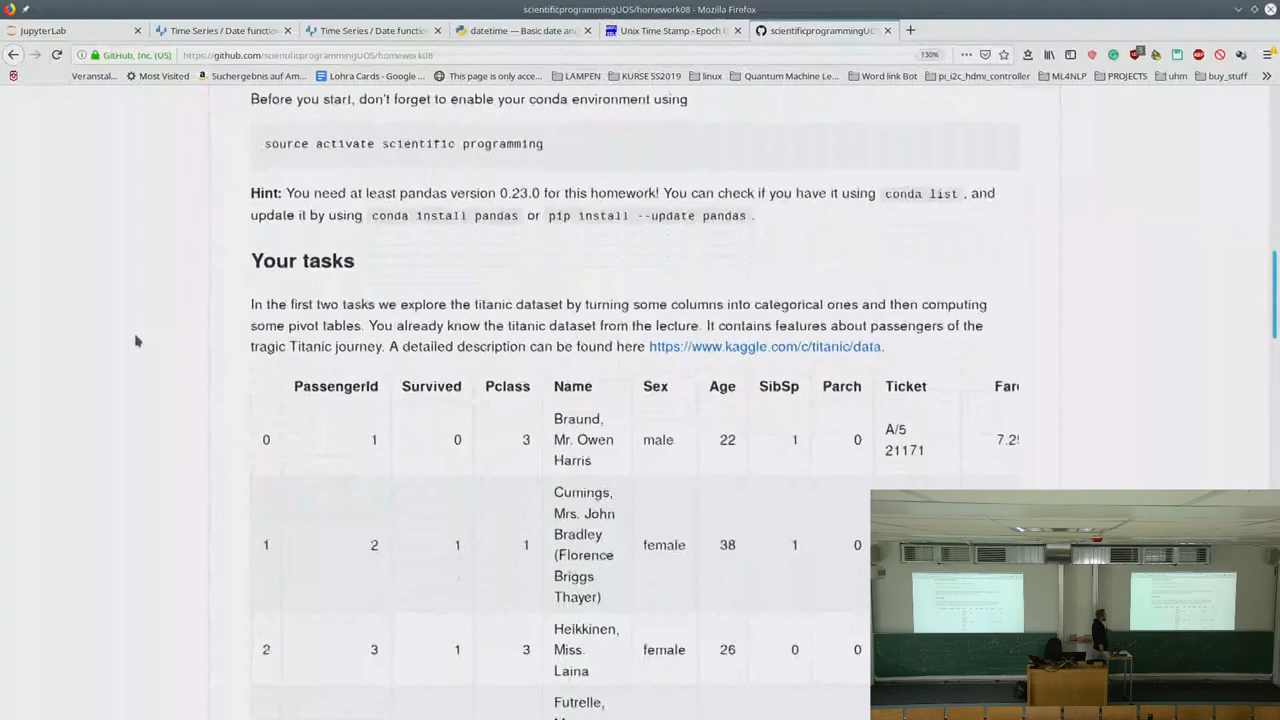 scientificprogrammingUOS/homework08 - Mozilla Firefox
JupyterLab
Time Series / Date function
Time Series / Date function
datetime — Basic date an
Unix Time Stamp - Epoch C
scientificprogrammingUO
GitHub, Inc. (US)
https://github.com/scientificprogrammingUOS/homework08
130%
Veranstal...
Most Visited
Suchergebnis auf Am...
Lohra Cards - Google ...
This page is only acce...
LAMPEN
KURSE SS2019
linux
Quantum Machine Le...
Word link Bot
pi_i2c_hdmi_controller
ML4NLP
PROJECTS
uhm
buy_stuff
Before you start, don't forget to enable your conda environment using
source activate scientific programming
Hint: You need at least pandas version 0.23.0 for this homework! You can check if you have it using conda list , and
update it by using conda install pandas or pip install --update pandas .
Your tasks
In the first two tasks we explore the titanic dataset by turning some columns into categorical ones and then computing
some pivot tables. You already know the titanic dataset from the lecture. It contains features about passengers of the
tragic Titanic journey. A detailed description can be found here https://www.kaggle.com/c/titanic/data.
PassengerId Survived Pclass Name Sex Age SibSp Parch Ticket Fare
0 1 0 3 Braund, Mr. Owen Harris male 22 1 0 A/5 21171 7.25
1 2 1 1 Cumings, Mrs. John Bradley (Florence Briggs Thayer) female 38 1 0
2 3 1 3 Heikkinen, Miss. Laina female 26 0 0
Futrelle,